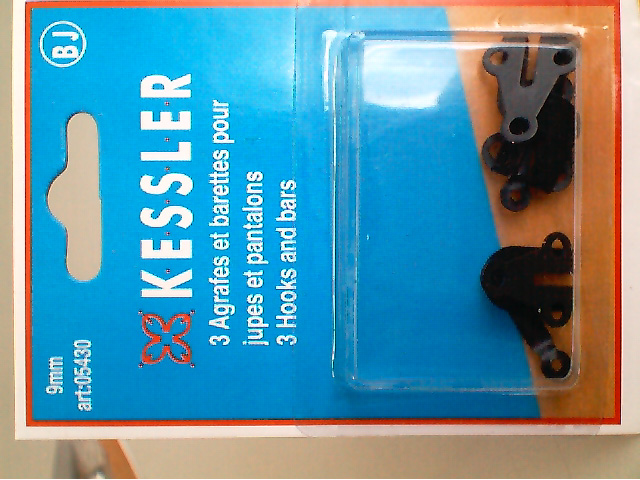 9mm
art:05430
BJ
KESSLER
3 Agrafes et barettes pour
jupes et pantalons
3 Hooks and bars